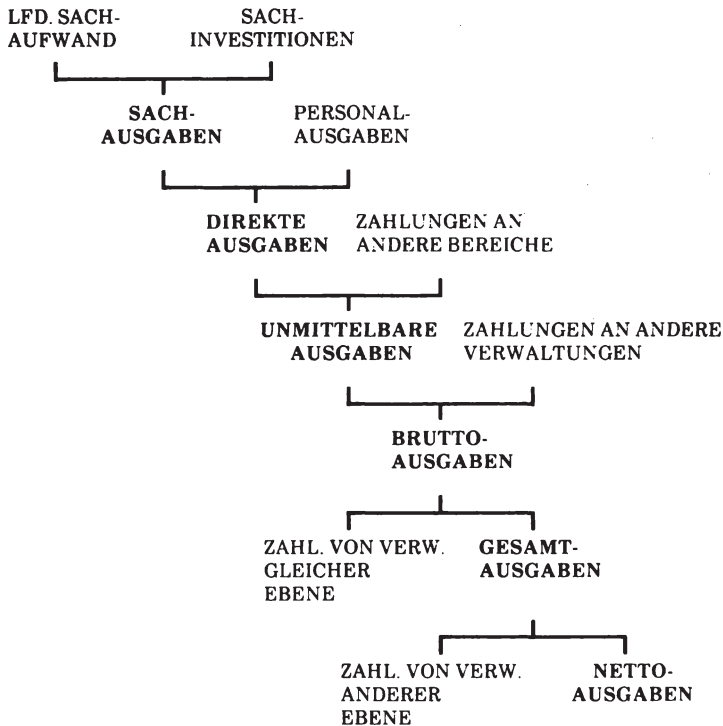 LFD. SACH-
AUFWAND
SACH-
INVESTITIONEN
SACH-
AUSGABEN
PERSONAL-
AUSGABEN
DIREKTE
AUSGABEN
ZAHLUNGEN AN
ANDERE BEREICHE
UNMITTELBARE
AUSGABEN
ZAHLUNGEN AN ANDERE
VERWALTUNGEN
BRUTTO-
AUSGABEN
ZAHL. VON VERW.
GLEICHER
EBENE
GESAMT-
AUSGABEN
ZAHL. VON VERW.
ANDERER
EBENE
NETTO-
AUSGABEN